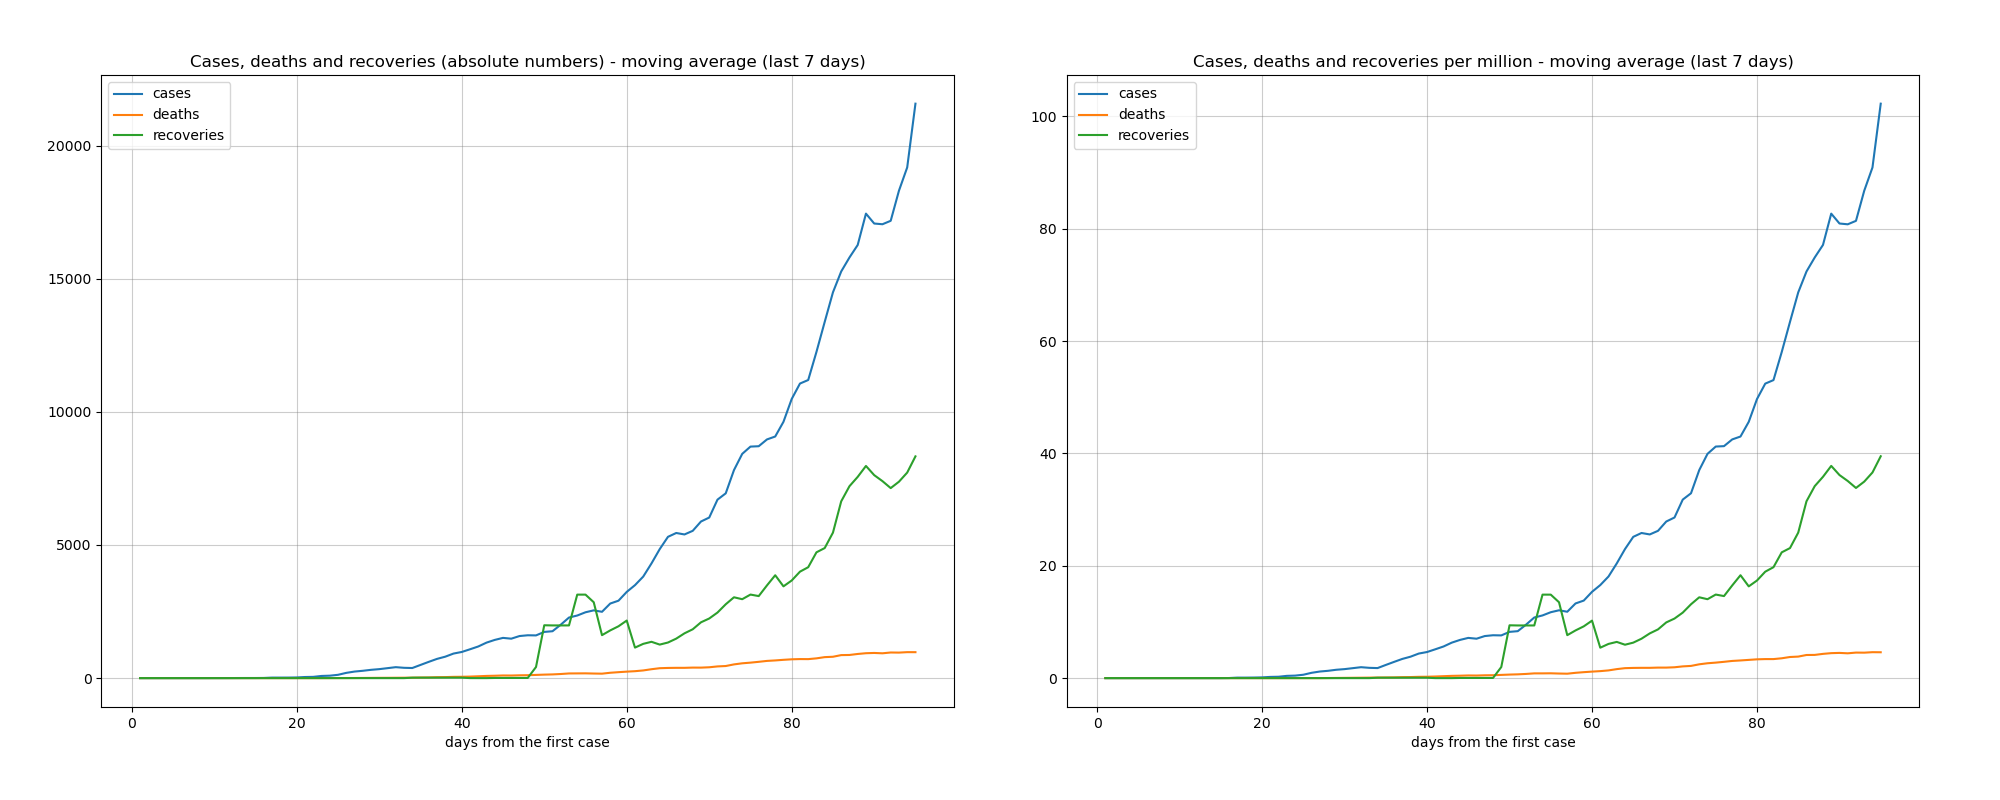 Cases, deaths and recoveries (absolute numbers) - moving average (last 7 days)
cases
deaths
recoveries
20000
15000
10000
5000
0
0 20 40 60 80
days from the first case
Cases, deaths and recoveries per million - moving average (last 7 days)
cases
deaths
recoveries
100
80
60
40
20
0
0 20 40 60 80
days from the first case